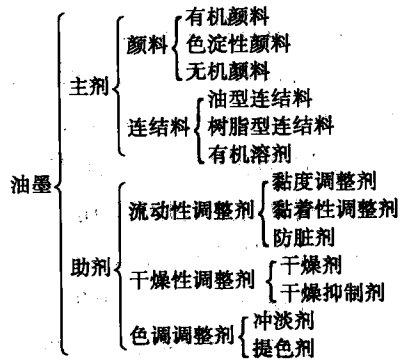 有机颜料
颜料 色淀性颜料
无机颜料
主剂
油型连结料
连结料 树脂型连结料
有机溶剂
油墨
黏度调整剂
流动性调整剂 黏着性调整剂
防脏剂
助剂
干燥剂
干燥性调整剂
干燥抑制剂
冲淡剂
色调调整剂
提色剂